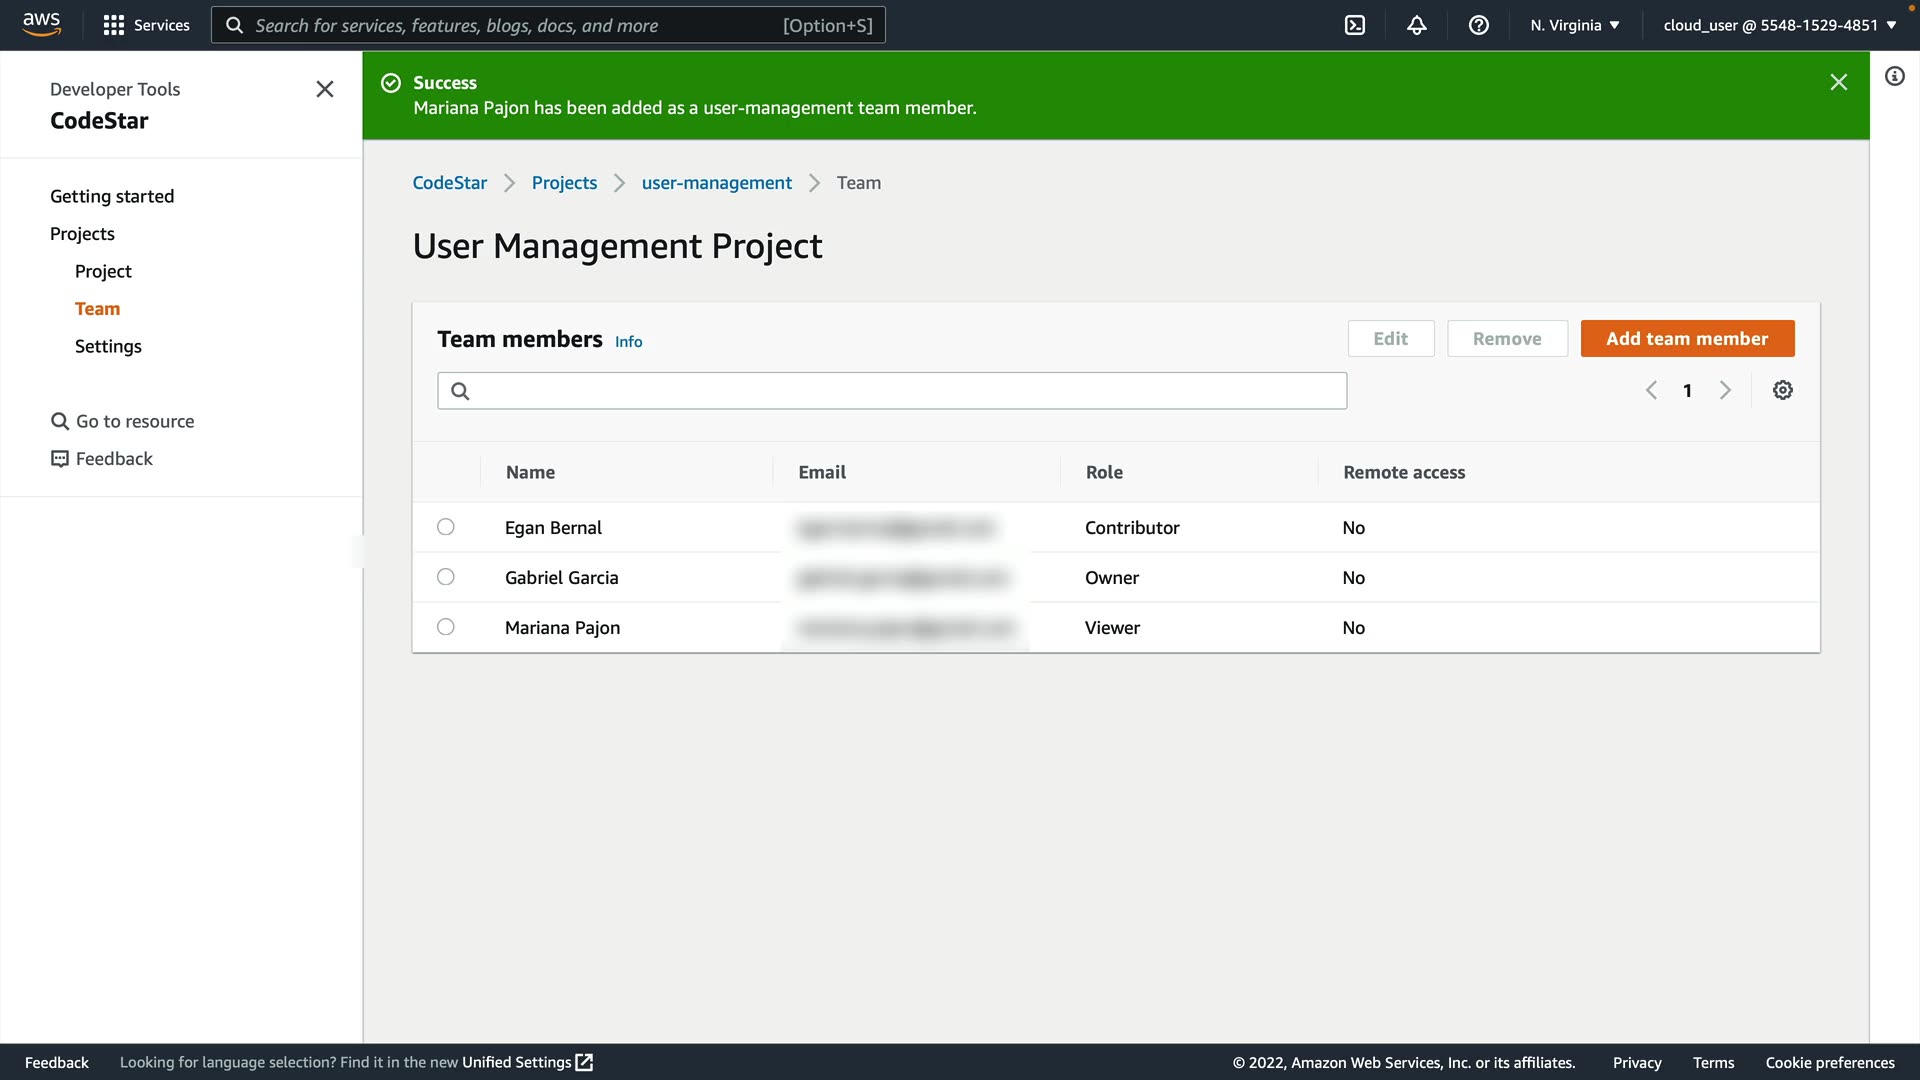 aws
Services
Search for services, features, blogs, docs, and more
[Option+S]
N. Virginia
cloud_user @ 5548-1529-4851
Developer Tools
CodeStar
Getting started
Projects
Project
Team
Settings
Go to resource
Feedback
Success
Mariana Pajon has been added as a user-management team member.
CodeStar
Projects
user-management
Team
User Management Project
Team members
Info
Edit
Remove
Add team member
1
Name
Email
Role
Remote access
Egan Bernal
Contributor
No
Gabriel Garcia
Owner
No
Mariana Pajon
Viewer
No
Feedback
Looking for language selection? Find it in the new Unified Settings
© 2022, Amazon Web Services, Inc. or its affiliates.
Privacy
Terms
Cookie preferences